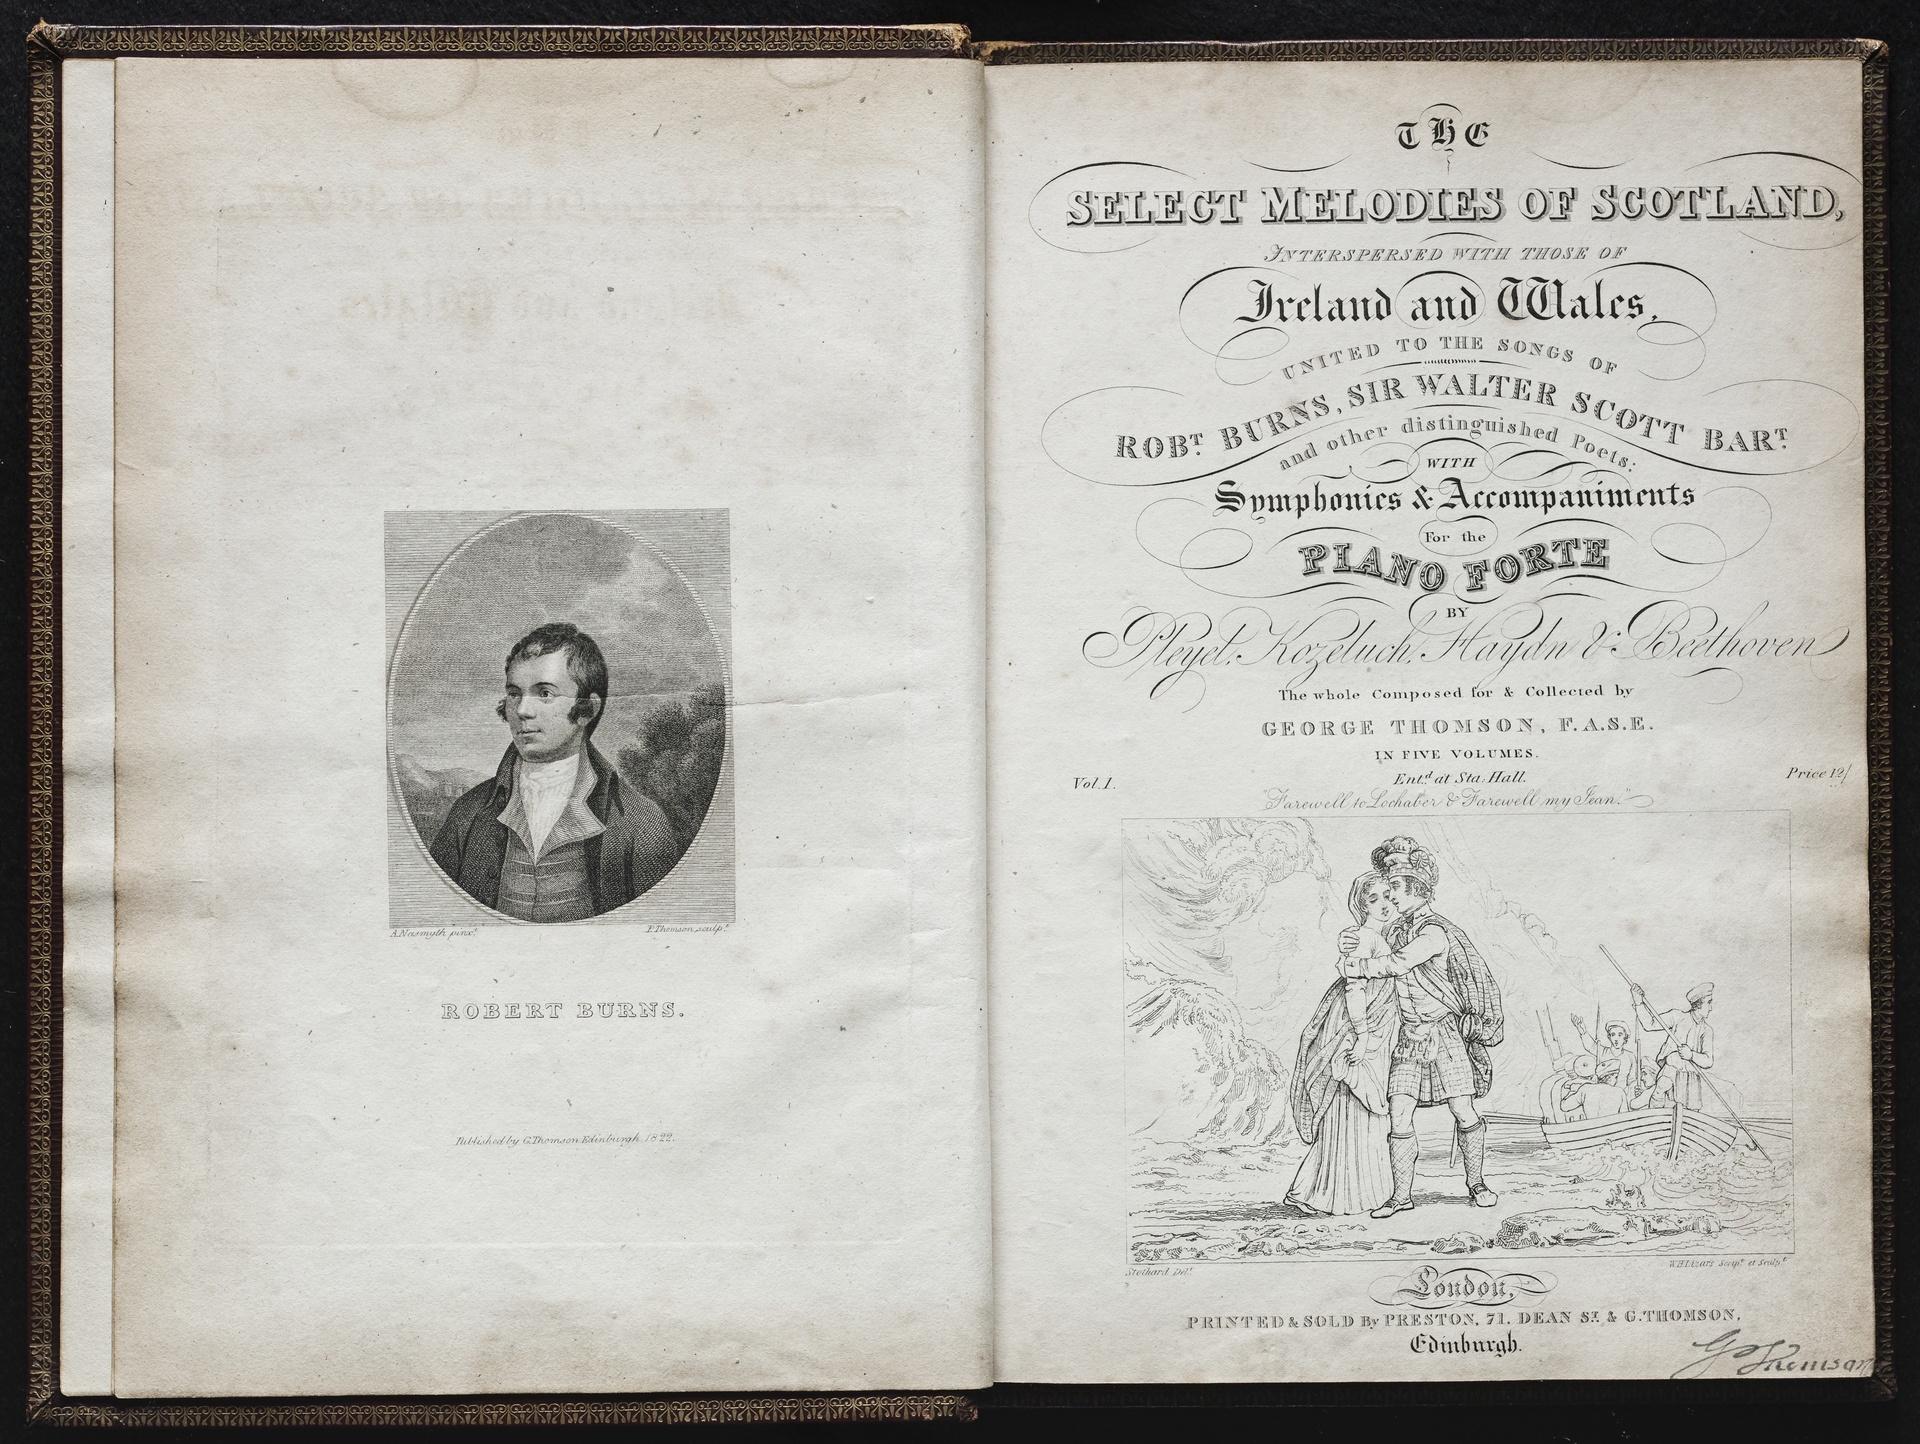 A. Nasmyth pinx.t
P. Thomson sculp.t
ROBERT BURNS.
Published by G. Thomson Edinburgh, 1822.
THE
SELECT MELODIES OF SCOTLAND,
INTERSPERSED WITH THOSE OF
Ireland and Wales,
UNITED TO THE SONGS OF
ROBT. BURNS, SIR WALTER SCOTT BART.
and other distinguished Poets:
WITH
Symphonies & Accompaniments
For the
PIANO FORTE
BY
Pleyel, Kozeluch, Haydn & Beethoven
The whole Composed for & Collected by
GEORGE THOMSON, F.A.S.E.
IN FIVE VOLUMES.
Vol. 1.
Ent.d at Sta. Hall.
Price 12/
"Farewell to Lochaber & Farewell my Jean."
Stothard Del.t
W H Lizars Sculp.t et Sculp.t
London,
PRINTED & SOLD By PRESTON, 71, DEAN ST. & G. THOMSON,
Edinburgh.
G Thomson